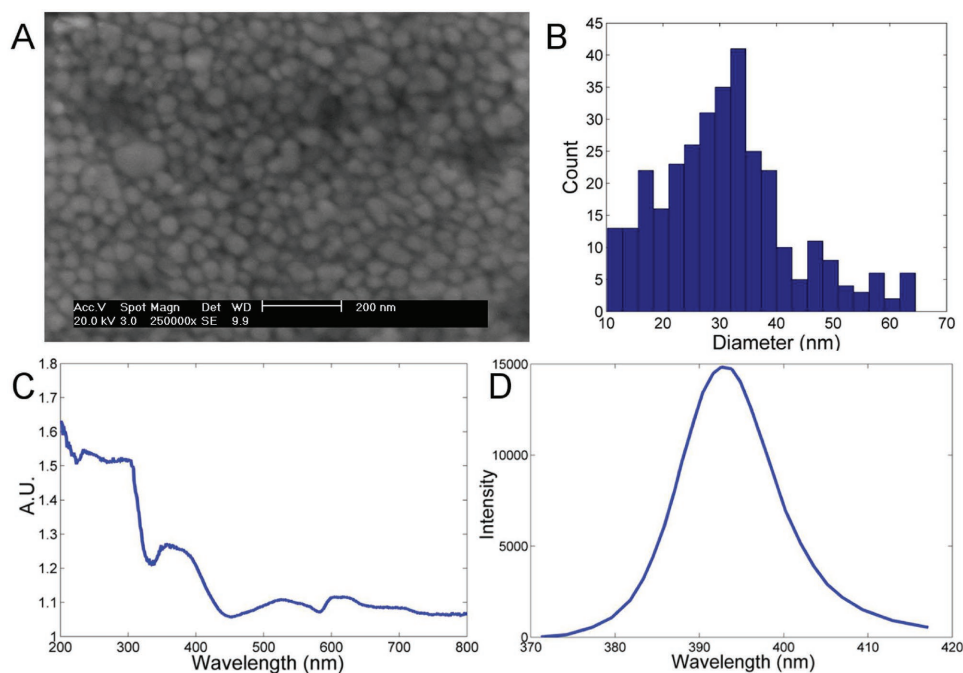 A
Acc.V Spot Magn Det WD 200 nm
20.0 kV 3.0 250000x SE 9.9
B
45
40
35
30
25
20
15
10
5
0
Count
10 20 30 40 50 60 70
Diameter (nm)
C
1.8
1.7
1.6
1.5
1.4
1.3
1.2
1.1
1
A.U.
200 300 400 500 600 700 800
Wavelength (nm)
D
15000
10000
5000
0
Intensity
370 380 390 400 410 420
Wavelength (nm)